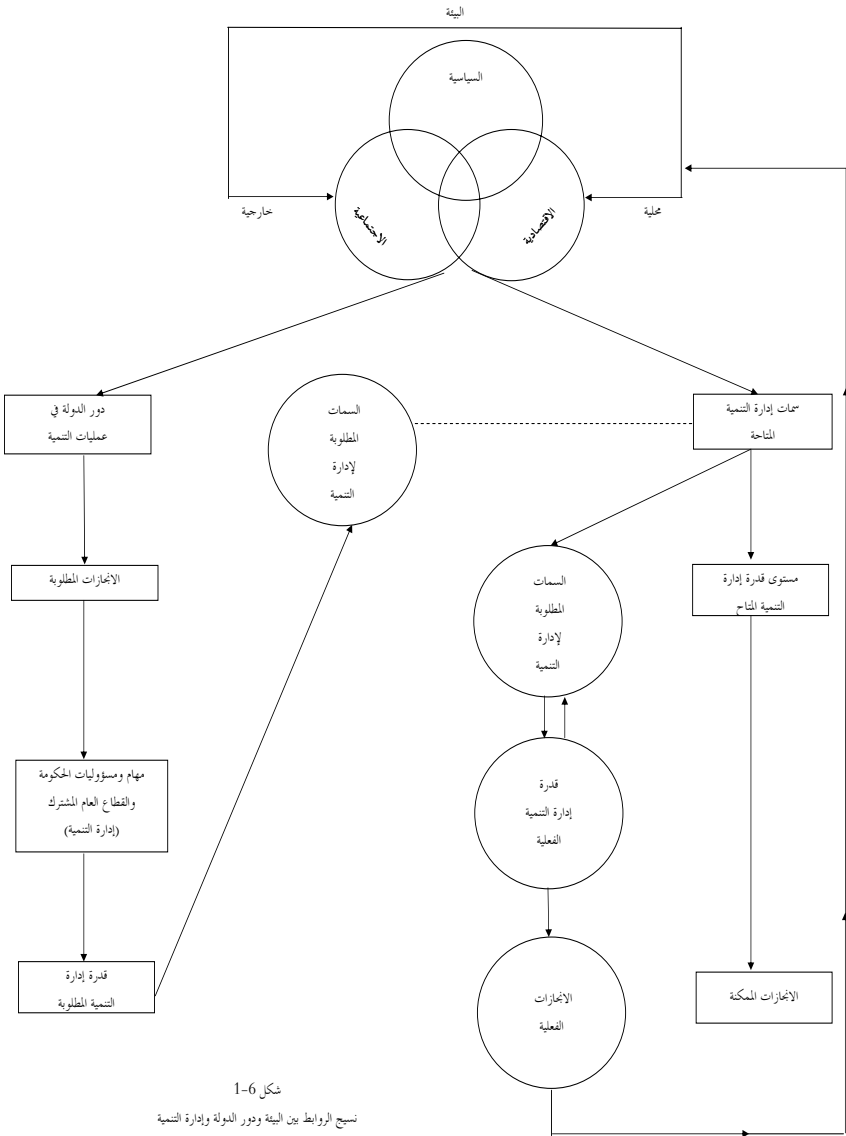 البيئة
السياسية
الاجتماعية
الاقتصادية
خارجية
محلية
دور الدولة في
عمليات التنمية
السمات
المطلوبة
لإدارة
التنمية
سمات إدارة التنمية
المتاحة
الانجازات المطلوبة
السمات
المطلوبة
لإدارة
التنمية
مستوى قدرة إدارة
التنمية المتاح
مهام ومسؤوليات الحكومة
والقطاع العام المشترك
(إدارة التنمية)
قدرة
إدارة التنمية
الفعلية
قدرة إدارة
التنمية المطلوبة
الانجازات
الفعلية
الانجازات الممكنة
شكل 6-1
نسيج الروابط بين البيئة ودور الدولة وإدارة التنمية